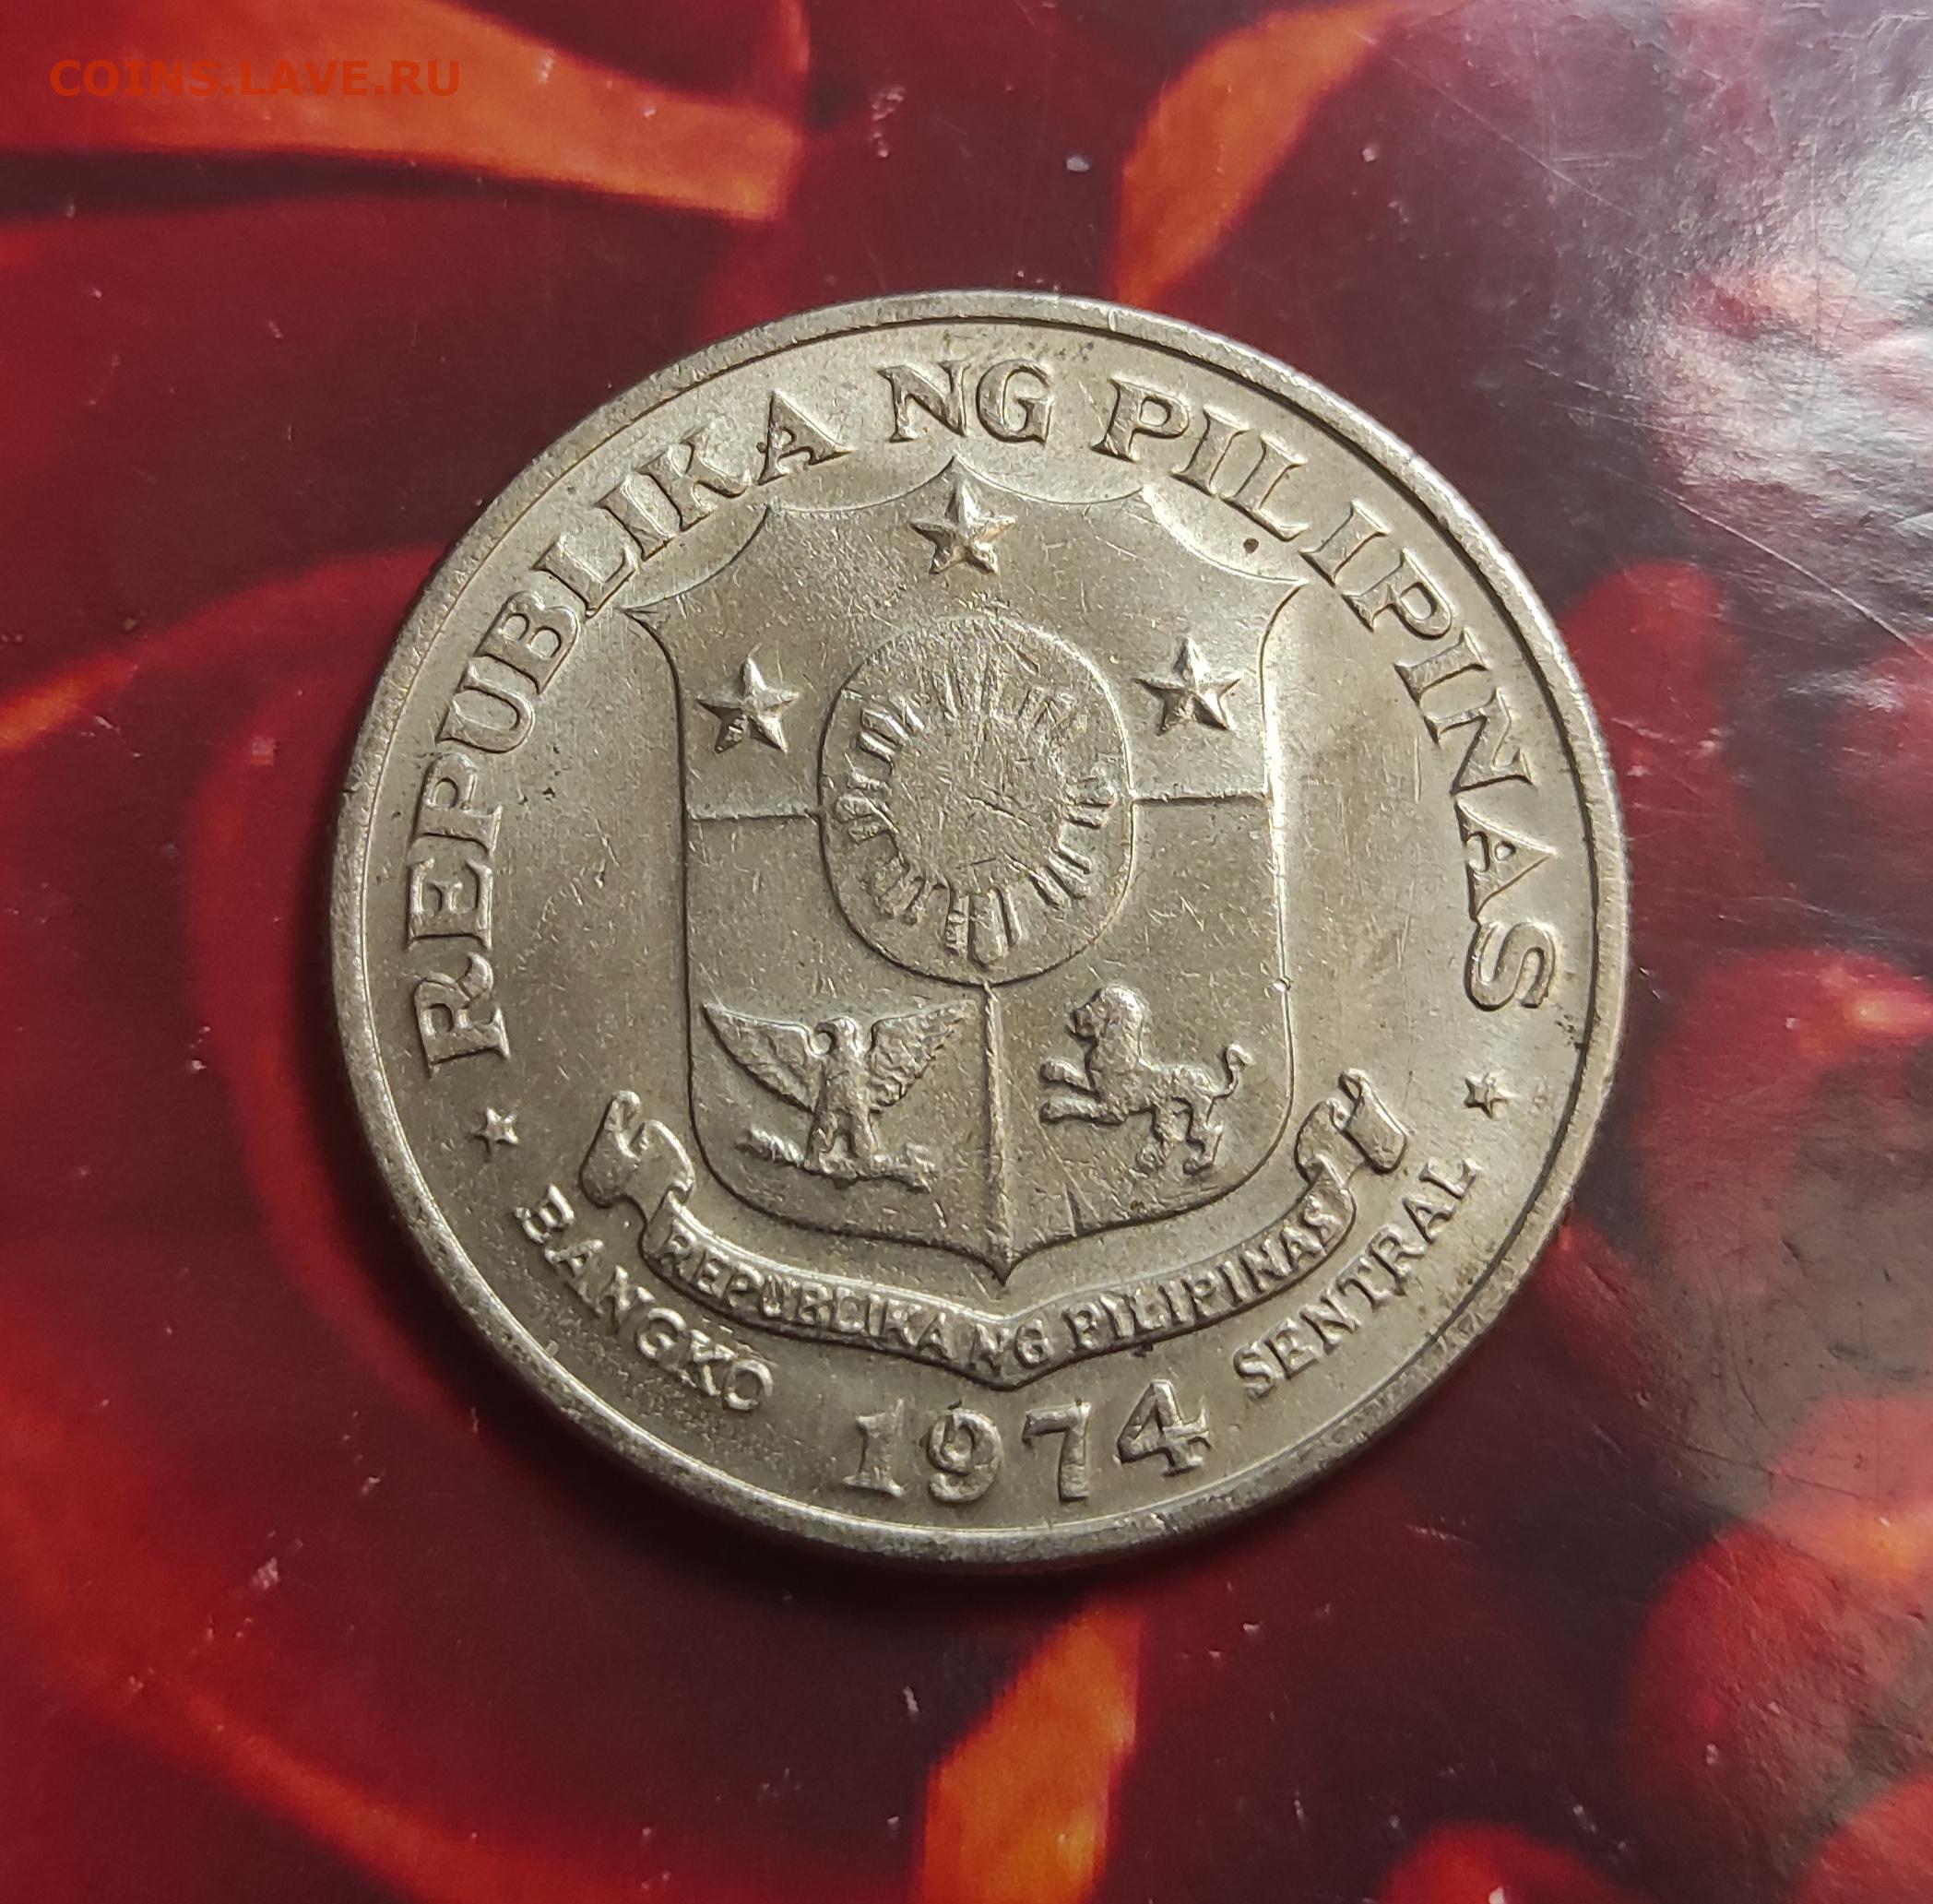 COINS.LAVE.RU
REPUBLIKA NG PILIPINAS
REPUBLIKA NG PILIPINAS
BANGKO SENTRAL
1974